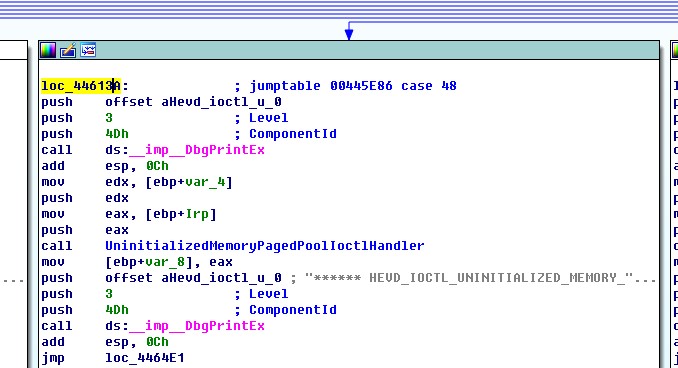 loc_44613A: ; jumptable 00445E86 case 48
push offset aHevd_ioctl_u_0
push 3 ; Level
push 4Dh ; ComponentId
call ds:__imp__DbgPrintEx
add esp, 0Ch
mov edx, [ebp+var_4]
push edx
mov eax, [ebp+Irp]
push eax
call UninitializedMemoryPagedPoolIoctlHandler
mov [ebp+var_8], eax
push offset aHevd_ioctl_u_0 ; "****** HEVD_IOCTL_UNINITIALIZED_MEMORY_"...
push 3 ; Level
push 4Dh ; ComponentId
call ds:__imp__DbgPrintEx
add esp, 0Ch
jmp loc_4464E1